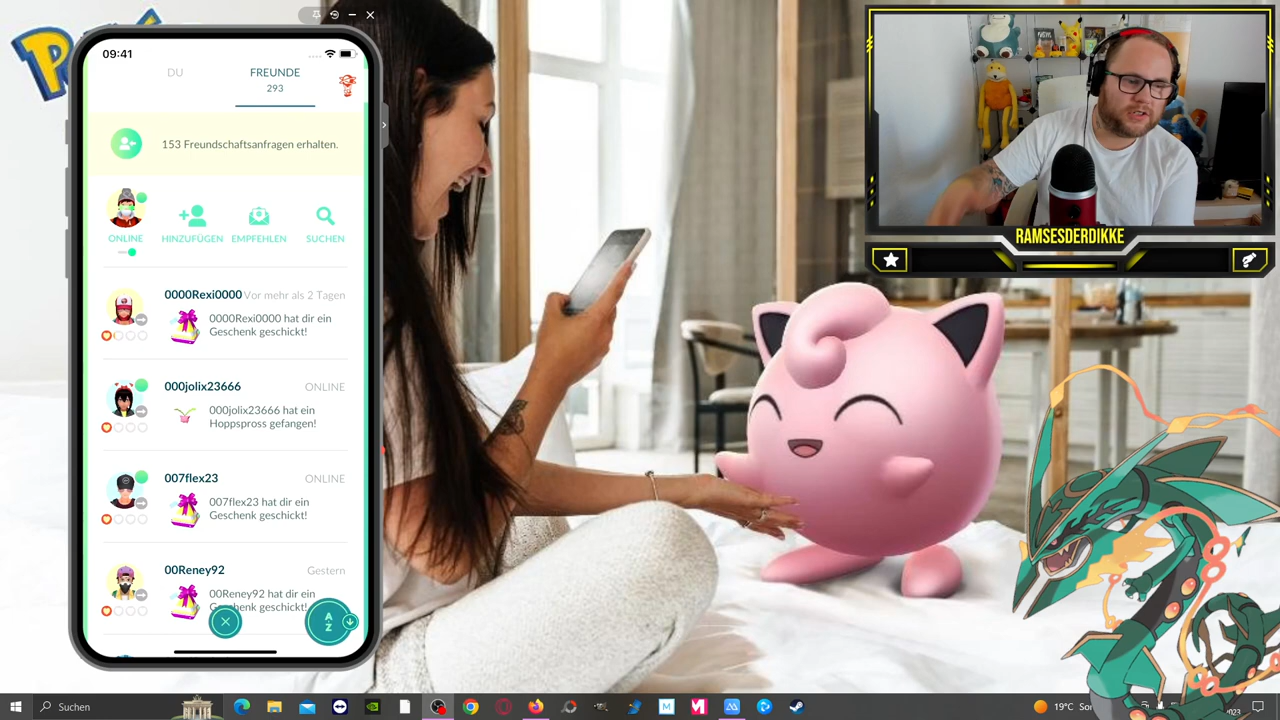 09:41
DU
FREUNDE
293
153 Freundschaftsanfragen erhalten.
ONLINE
HINZUFÜGEN
EMPFEHLEN
SUCHEN
0000Rexi0000 Vor mehr als 2 Tagen
0000Rexi0000 hat dir ein
Geschenk geschickt!
000jolix23666 ONLINE
000jolix23666 hat ein
Hoppspross gefangen!
007flex23 ONLINE
007flex23 hat dir ein
Geschenk geschickt!
00Reney92 Gestern
00Reney92 hat dir ein
geschickt!
A
Z
RAMSESDERDIKKE
Suchen
19°C